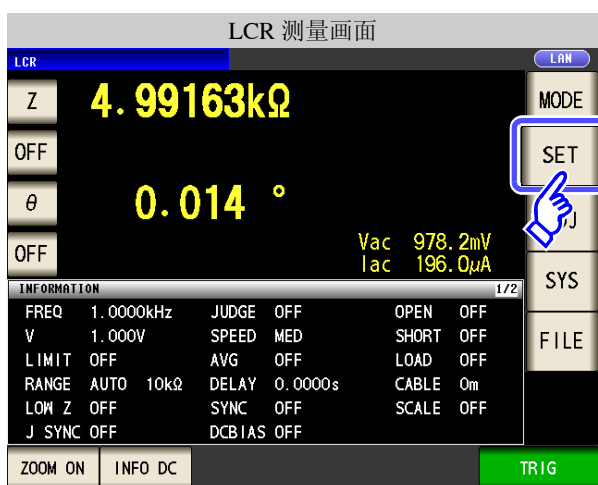 LCR 测量画面
LCR LAN
Z 4.99163kΩ MODE
OFF SET
θ 0.014 ° J
OFF Vac 978.2mV
Iac 196.0μA SYS
INFORMATION 1/2
FREQ 1.0000kHz JUDGE OFF OPEN OFF
V 1.000V SPEED MED SHORT OFF FILE
LIMIT OFF AVG OFF LOAD OFF
RANGE AUTO 10kΩ DELAY 0.0000s CABLE 0m
LOW Z OFF SYNC OFF SCALE OFF
J SYNC OFF DCBIAS OFF
ZOOM ON INFO DC TRIG